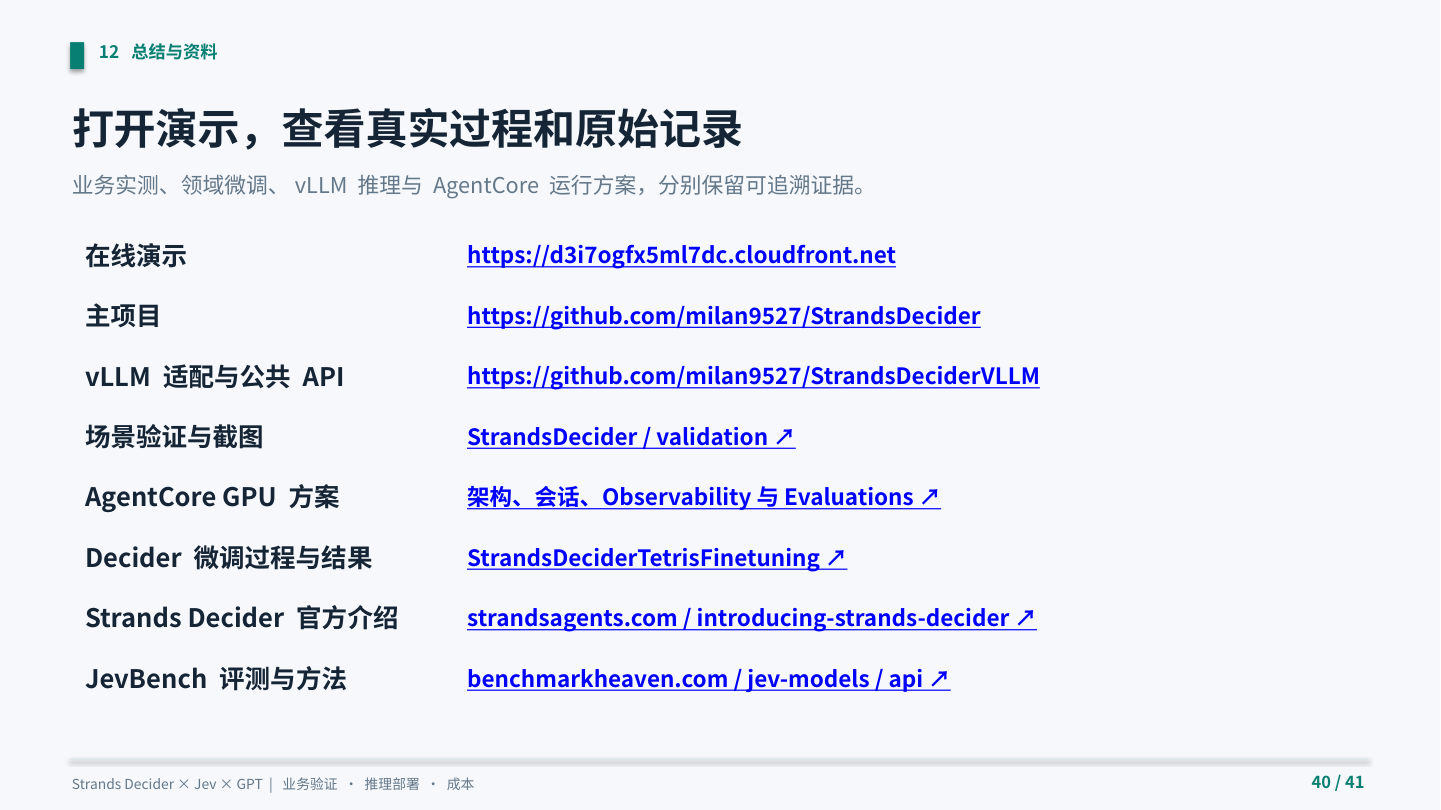 12 总结与资料
打开演示，查看真实过程和原始记录
业务实测、领域微调、 vLLM 推理与 AgentCore 运行方案，分别保留可追溯证据。
在线演示 https://d3i7ogfx5ml7dc.cloudfront.net
主项目 https://github.com/milan9527/StrandsDecider
vLLM 适配与公共 API https://github.com/milan9527/StrandsDeciderVLLM
场景验证与截图 StrandsDecider / validation ↗
AgentCore GPU 方案 架构、会话、Observability 与 Evaluations ↗
Decider 微调过程与结果 StrandsDeciderTetrisFinetuning ↗
Strands Decider 官方介绍 strandsagents.com / introducing-strands-decider ↗
JevBench 评测与方法 benchmarkheaven.com / jev-models / api ↗
Strands Decider × Jev × GPT | 业务验证 · 推理部署 · 成本 40 / 41